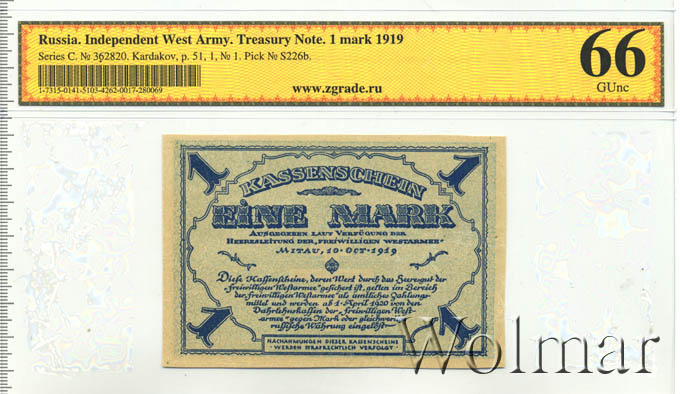 Russia. Independent West Army. Treasury Note. 1 mark 1919
Series C. № 362820. Kardakov, p. 51, 1, № 1. Pick № S226b.
www.zgrade.ru
1-7315-0141-5103-4262-0017-280069
66
GUnc
1 1
KASSENSCHEIN
EINE MARK
AUSGEGEBEN LAUT VERFÜGUNG DER
HEERESLEITUNG DER „FREIWILLIGEN WESTARMEE“
MITAU, 10·OCT·1919
Diese Kassenscheine, deren Wert durch das Heeresgut der
„freiwilligen Westarmee“ gesichert ist, gelten im Bereich
der „freiwilligen Westarmee“ als amtliches Zahlungs-
mittel und werden ab 1·April 1920 von den
Darlehnskassen der „freiwilligen West-
armee“ gegen Mark oder gleichwertige
russische Währung eingelöst
1 1
NACHAHMUNGEN DIESER KASSENSCHEINE
WERDEN STRAFRECHTLICH VERFOLGT
Wolmar